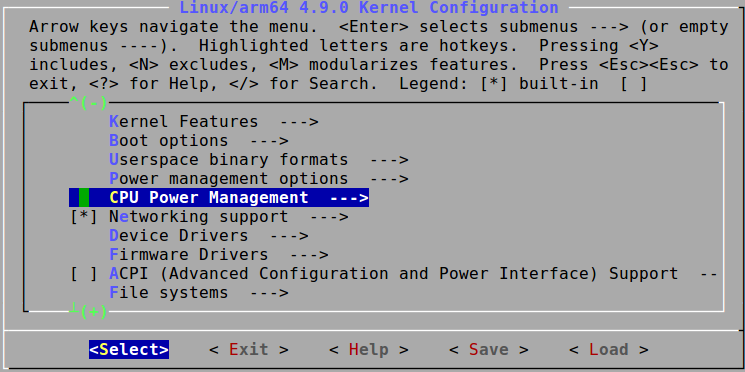 Linux/arm64 4.9.0 Kernel Configuration
Arrow keys navigate the menu.  <Enter> selects submenus ---> (or empty
submenus ----).  Highlighted letters are hotkeys.  Pressing <Y>
includes, <N> excludes, <M> modularizes features.  Press <Esc><Esc> to
exit, <?> for Help, </> for Search.  Legend: [*] built-in  [ ]
^(-)
Kernel Features  --->
Boot options  --->
Userspace binary formats  --->
Power management options  --->
CPU Power Management  --->
[*] Networking support  --->
Device Drivers  --->
Firmware Drivers  --->
[ ] ACPI (Advanced Configuration and Power Interface) Support  --
File systems  --->
(+)
<Select>    < Exit >    < Help >    < Save >    < Load >